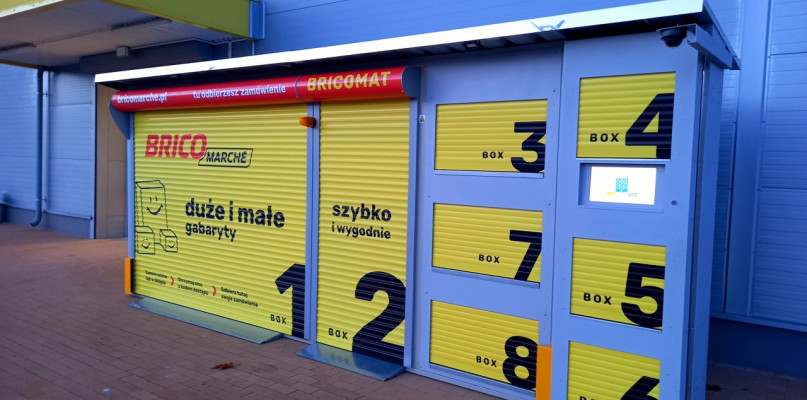 bricomarche.pl tu odbierzesz zamówienie BRICOMAT
BRICO
MARCHÉ
duże i małe
gabaryty
szybko
i wygodnie
BOX 1
BOX 2
BOX 3
BOX 4
BOX 7
BOX 5
BOX 8
6